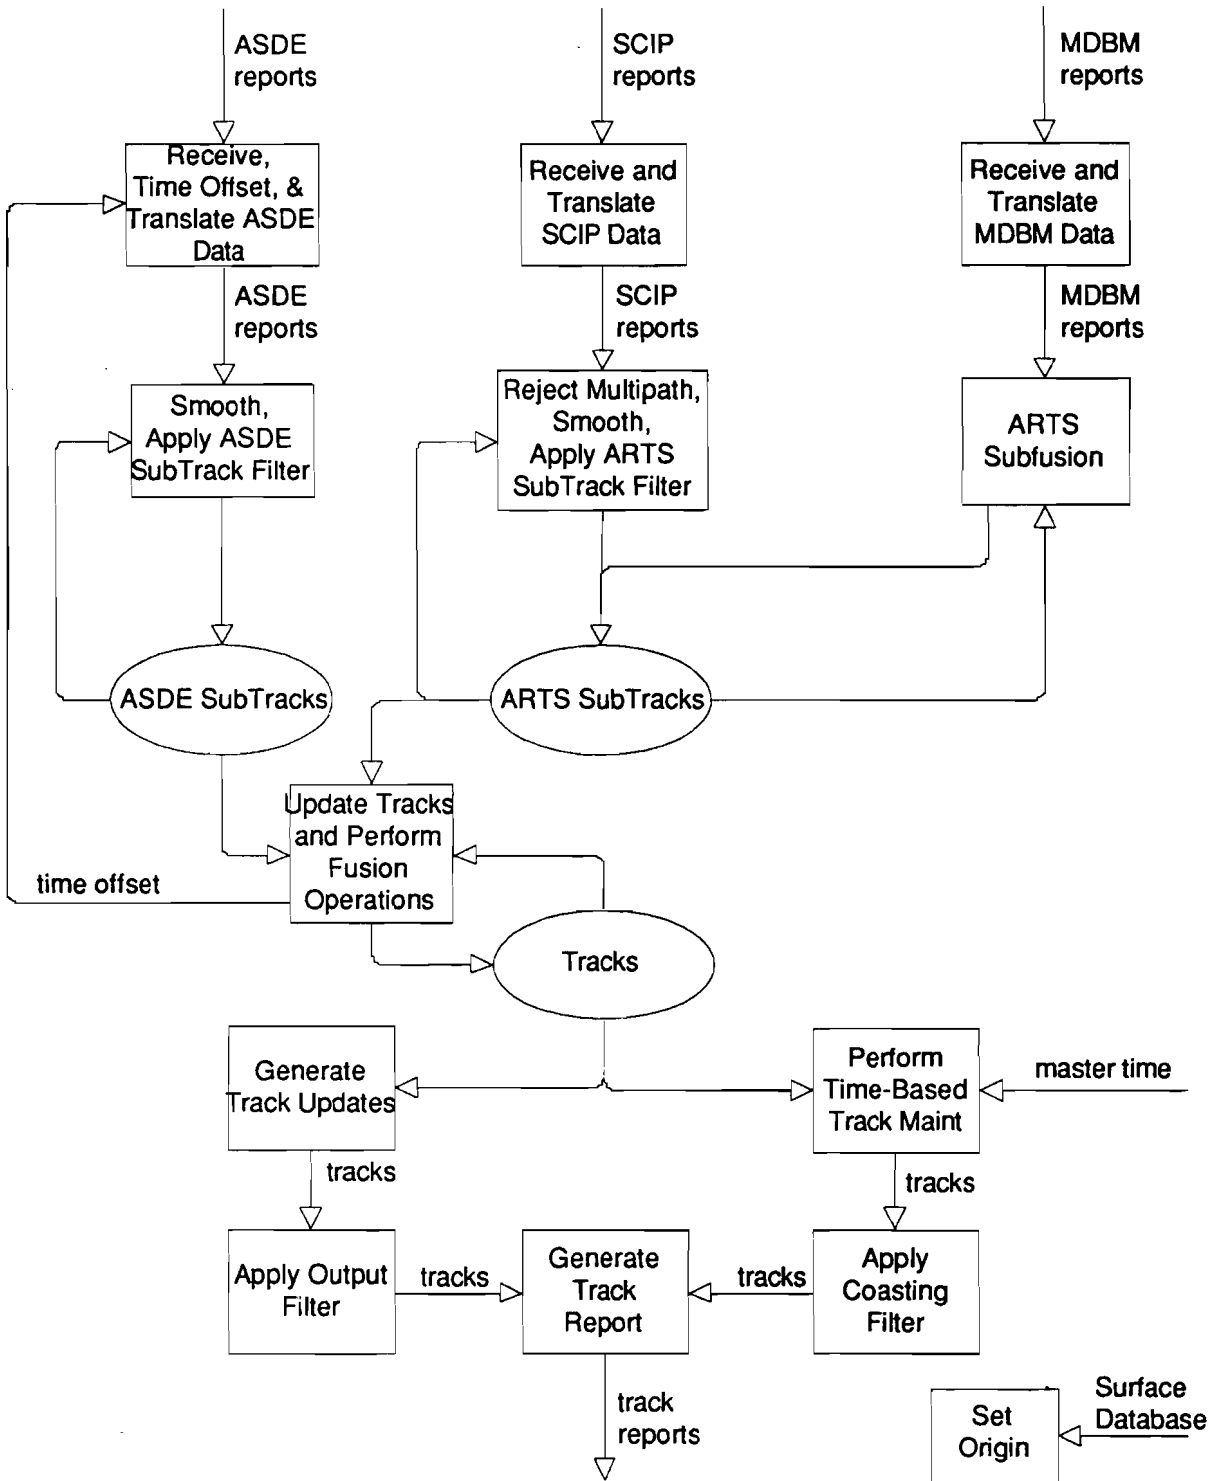 ASDE
reports
SCIP
reports
MDBM
reports
Receive,
Time Offset, &
Translate ASDE
Data
Receive and
Translate
SCIP Data
Receive and
Translate
MDBM Data
ASDE
reports
SCIP
reports
MDBM
reports
Smooth,
Apply ASDE
SubTrack Filter
Reject Multipath,
Smooth,
Apply ARTS
SubTrack Filter
ARTS
Subfusion
ASDE SubTracks
ARTS SubTracks
Update Tracks
and Perform
Fusion
Operations
time offset
Tracks
Generate
Track Updates
Perform
Time-Based
Track Maint
master time
tracks
tracks
Apply Output
Filter
tracks
Generate
Track
Report
tracks
Apply
Coasting
Filter
track
reports
Set
Origin
Surface
Database